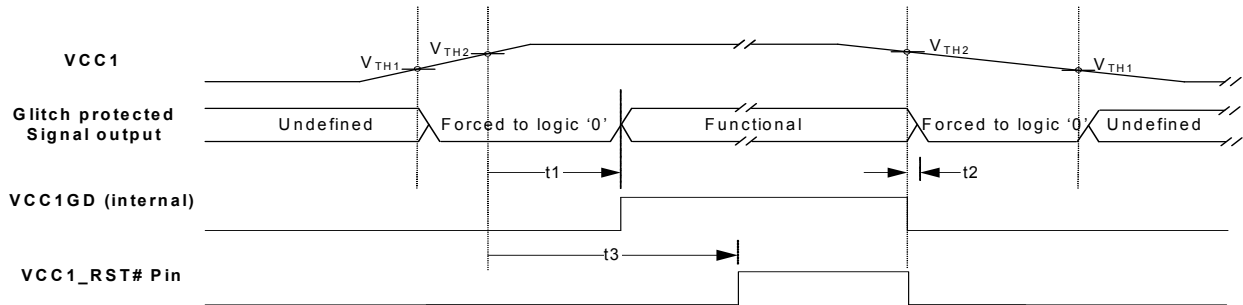 VCC1
VTH1
VTH2
VTH2
VTH1
Glitch protected
Signal output
Undefined
Forced to logic ‘0’
Functional
Forced to logic ‘0’
Undefined
t1
t2
VCC1GD (internal)
t3
VCC1_RST# Pin